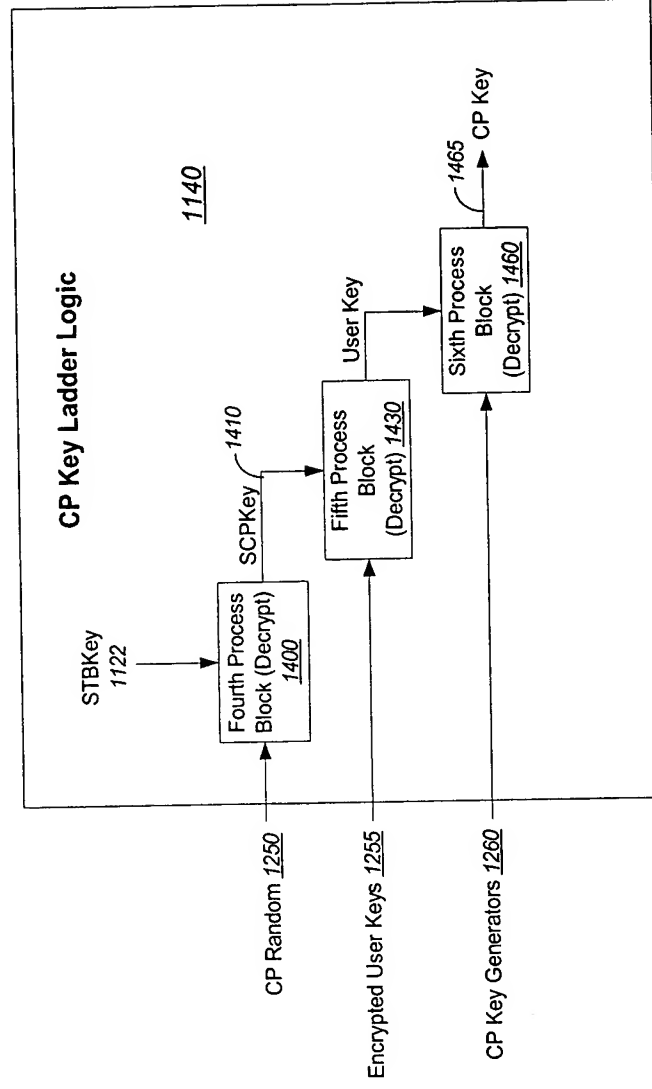 CP Key Ladder Logic
1140
STBKey
1122
CP Random 1250
Fourth Process
Block (Decrypt)
1400
SCPKey
1410
Encrypted User Keys 1255
Fifth Process
Block
(Decrypt) 1430
User Key
CP Key Generators 1260
Sixth Process
Block
(Decrypt) 1460
1465
CP Key